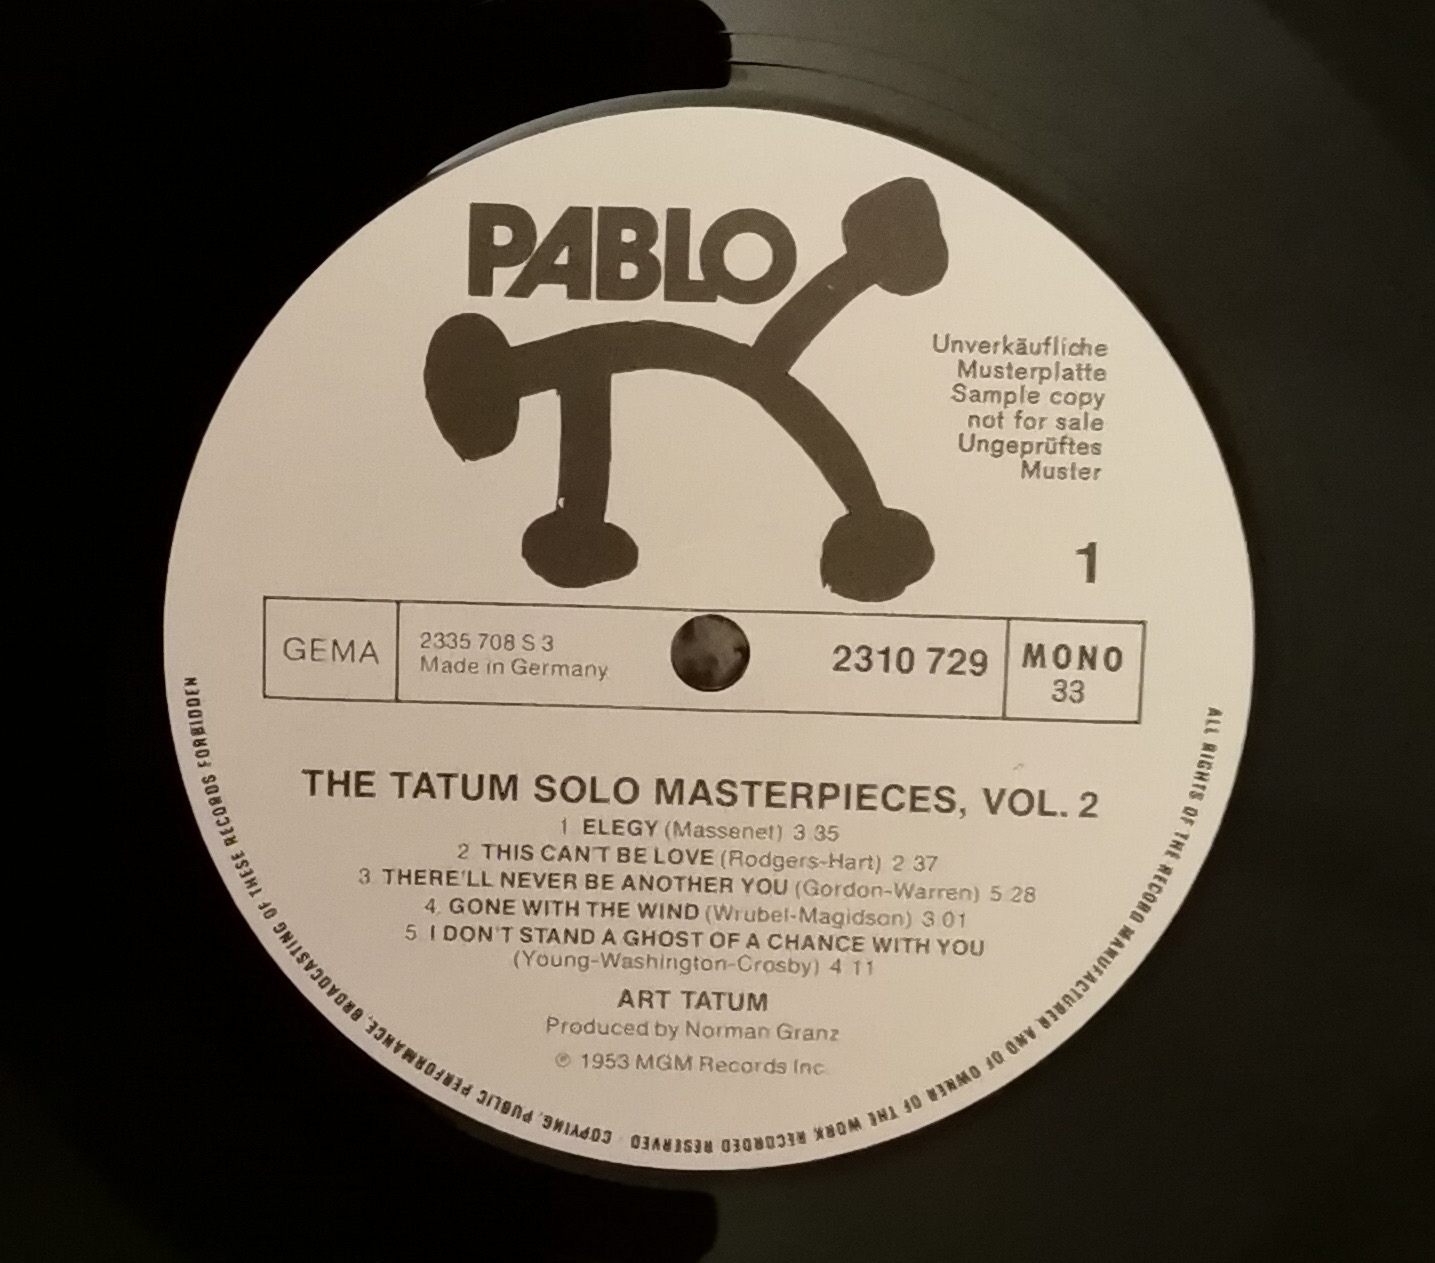 PABLO
Unverkäufliche
Musterplatte
Sample copy
not for sale
Ungeprüftes
Muster
1
GEMA
2335 708 S 3
Made in Germany
2310 729
MONO
33
THE TATUM SOLO MASTERPIECES, VOL. 2
1 ELEGY (Massenet) 3 35
2 THIS CAN'T BE LOVE (Rodgers-Hart) 2 37
3 THERE'LL NEVER BE ANOTHER YOU (Gordon-Warren) 5 28
4. GONE WITH THE WIND (Wrubel-Magidson) 3 01
5 I DON'T STAND A GHOST OF A CHANCE WITH YOU
(Young-Washington-Crosby) 4 11
ART TATUM
Produced by Norman Granz
℗ 1953 MGM Records Inc.
ALL RIGHTS OF THE RECORD MANUFACTURER AND OF OWNER OF THE WORK RECORDED RESERVED · COPYING, PUBLIC PERFORMANCE, BROADCASTING OF THESE RECORDS FORBIDDEN